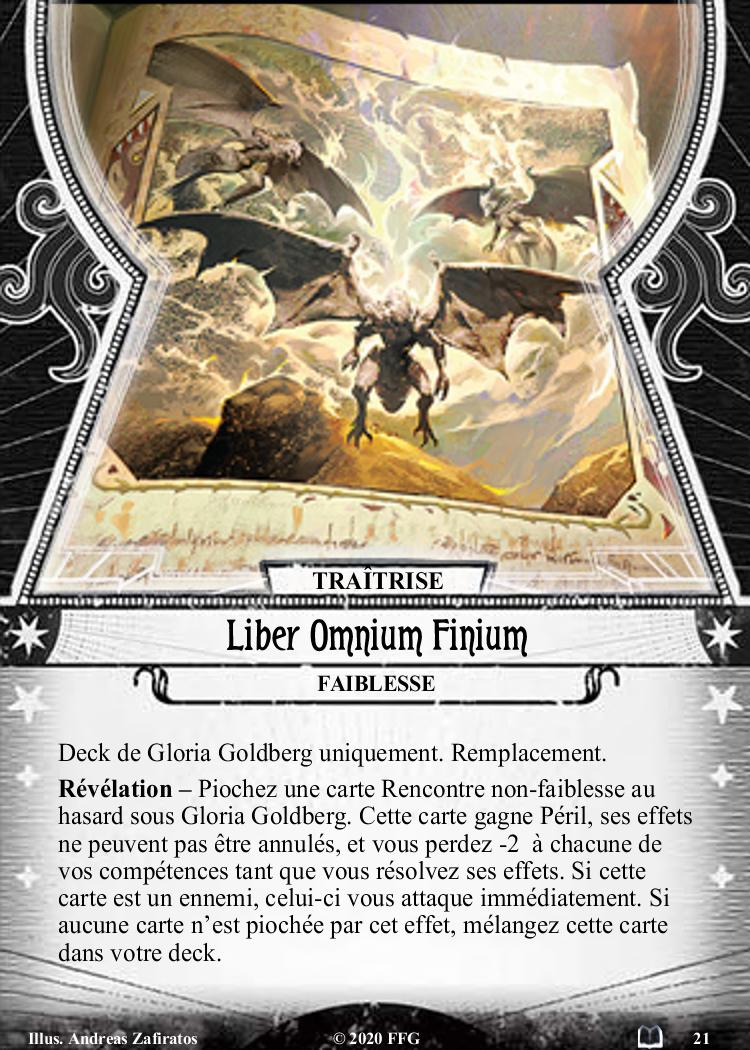 TRAÎTRISE
Liber Omnium Finium
FAIBLESSE
Deck de Gloria Goldberg uniquement. Remplacement.
Révélation – Piochez une carte Rencontre non-faiblesse au
hasard sous Gloria Goldberg. Cette carte gagne Péril, ses effets
ne peuvent pas être annulés, et vous perdez -2 à chacune de
vos compétences tant que vous résolvez ses effets. Si cette
carte est un ennemi, celui-ci vous attaque immédiatement. Si
aucune carte n’est piochée par cet effet, mélangez cette carte
dans votre deck.
Illus. Andreas Zafiratos © 2020 FFG 21